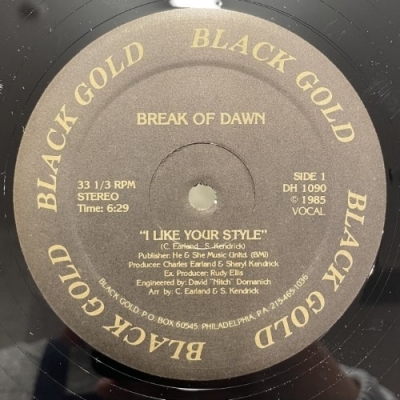 BLACK GOLD
BLACK GOLD
BLACK GOLD
BLACK GOLD
BREAK OF DAWN
33 1/3 RPM
STEREO
Time: 6:29
SIDE 1
DH 1090
© 1985
VOCAL
“I LIKE YOUR STYLE”
(C. Earland S. Kendrick)
Publisher: He & She Music Unltd. (BMI)
Producer: Charles Earland & Sheryl Kendrick
Ex. Producer: Rudy Ellis
Engineered by: David "Nitch" Domanich
Arr by: C. Earland & S. Kendrick
BLACK GOLD, P.O. BOX 60545, PHILADELPHIA, P.A. 215-465-1036